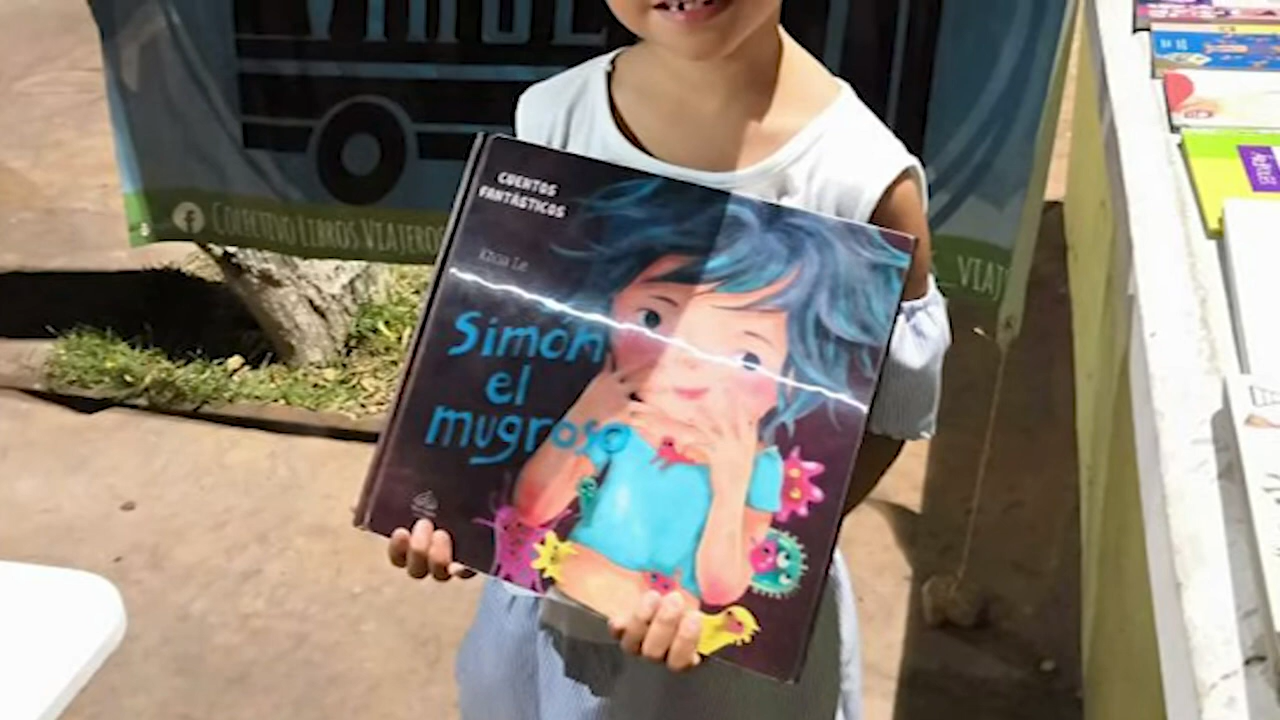 CUENTOS
FANTÁSTICOS
Simón
el
mugroso
COLECTIVO LIBROS VIAJEROS
VIAJ